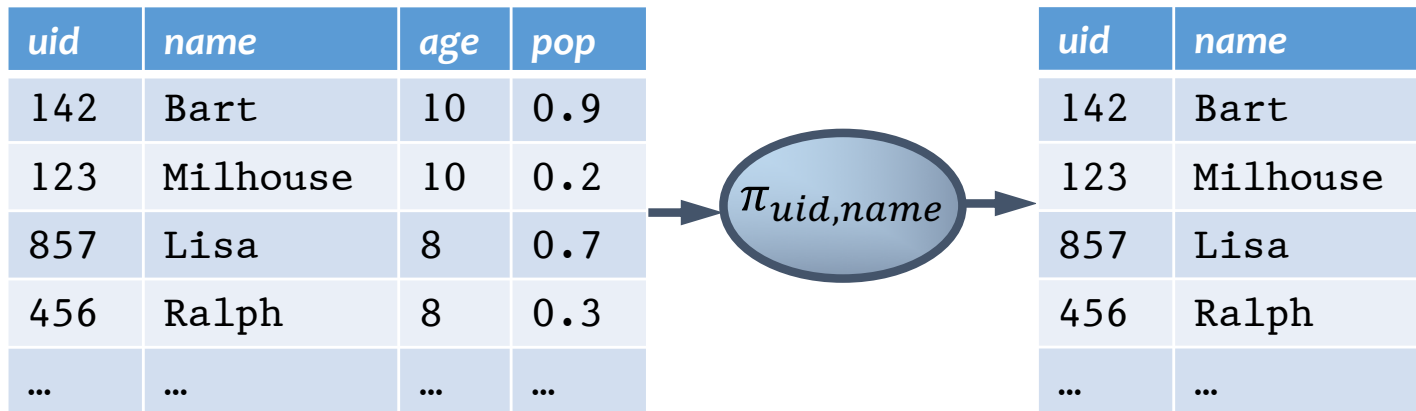 uid name age pop
142 Bart 10 0.9
123 Milhouse 10 0.2
857 Lisa 8 0.7
456 Ralph 8 0.3
… … … …
π uid,name
uid name
142 Bart
123 Milhouse
857 Lisa
456 Ralph
… …